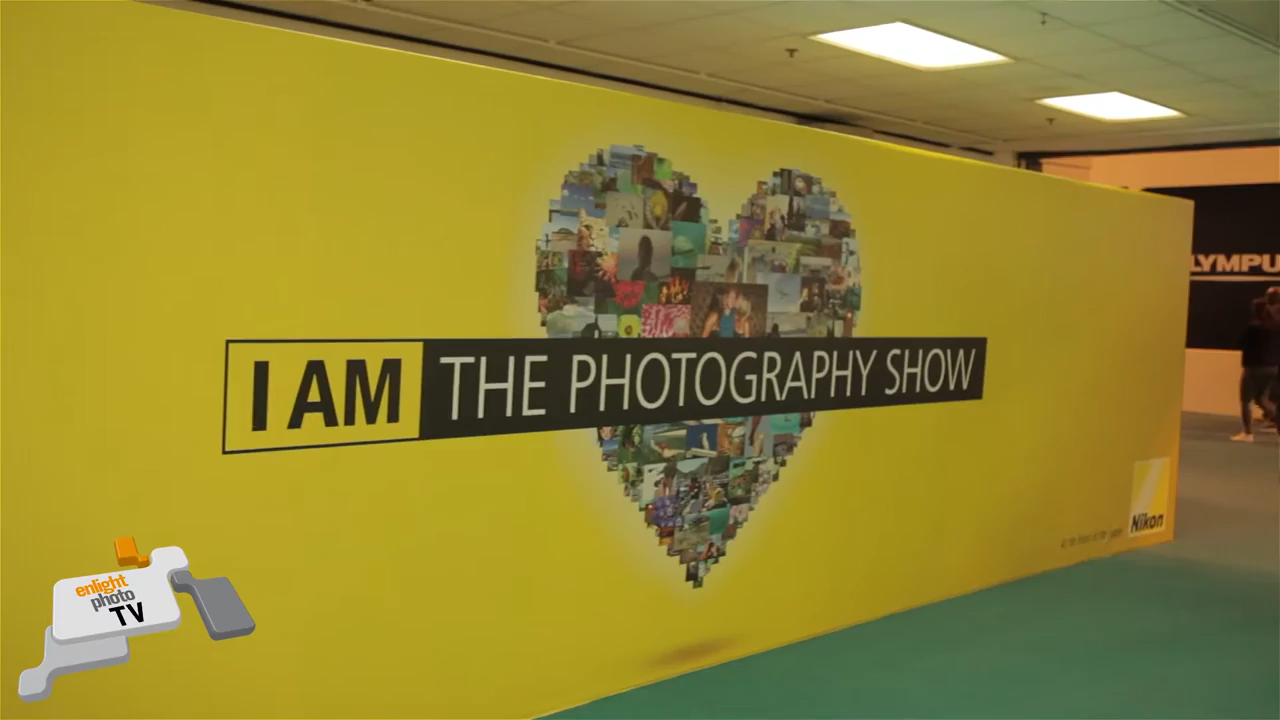 I AM THE PHOTOGRAPHY SHOW
LYMPU
Nikon
enlight
photo
TV